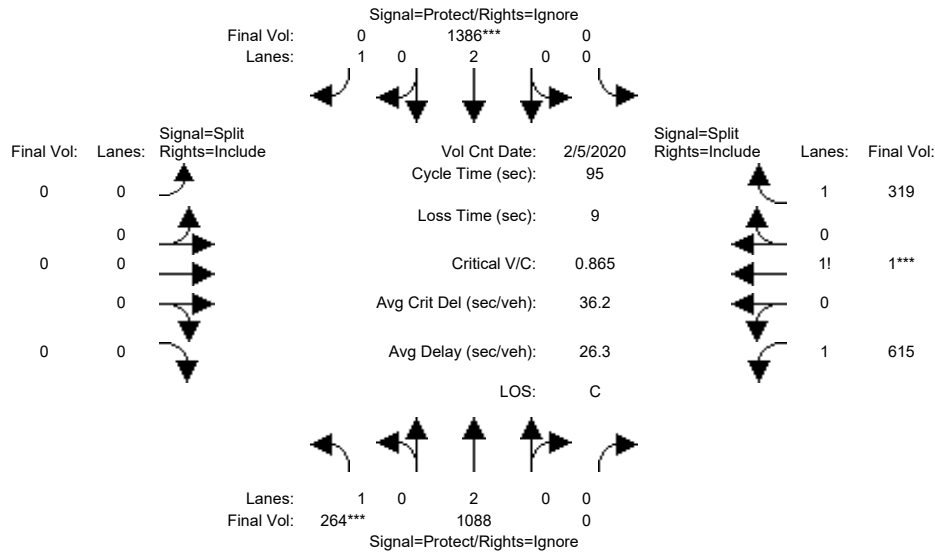 Signal=Protect/Rights=Ignore
Final Vol: 0 1386*** 0
Lanes: 1 0 2 0 0
Signal=Split Signal=Split
Final Vol: Lanes: Rights=Include Vol Cnt Date: 2/5/2020 Rights=Include Lanes: Final Vol:
Cycle Time (sec): 95
0 0 1 319
Loss Time (sec): 9
0 0
0 0 Critical V/C: 0.865 1! 1***
0 Avg Crit Del (sec/veh): 36.2 0
0 0 Avg Delay (sec/veh): 26.3 1 615
LOS: C
Lanes: 1 0 2 0 0
Final Vol: 264*** 1088 0
Signal=Protect/Rights=Ignore